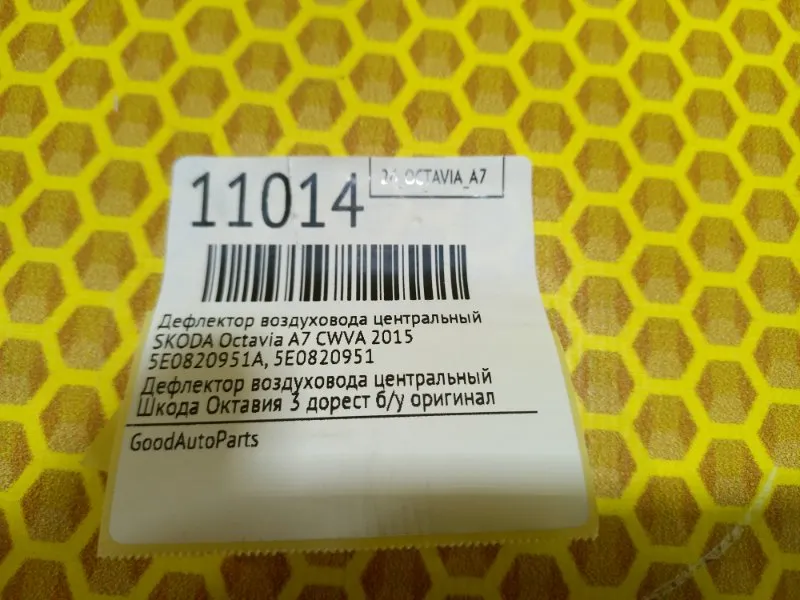 11014
26_OCTAVIA_A7
Дефлектор воздуховода центральный
SKODA Octavia A7 CWVA 2015
5E0820951A, 5E0820951
Дефлектор воздуховода центральный
Шкода Октавия 3 дорест б/у оригинал
GoodAutoParts